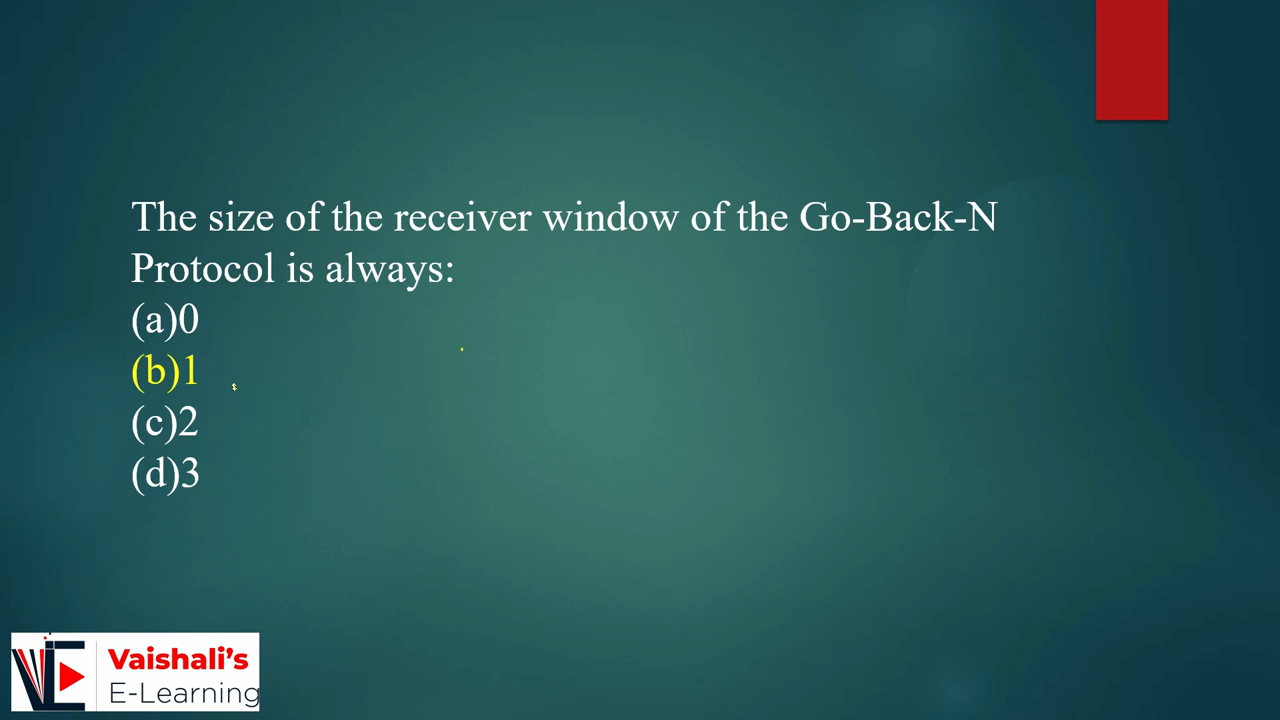 The size of the receiver window of the Go-Back-N
Protocol is always:
(a)0
(b)1
(c)2
(d)3
Vaishali's
E-Learning